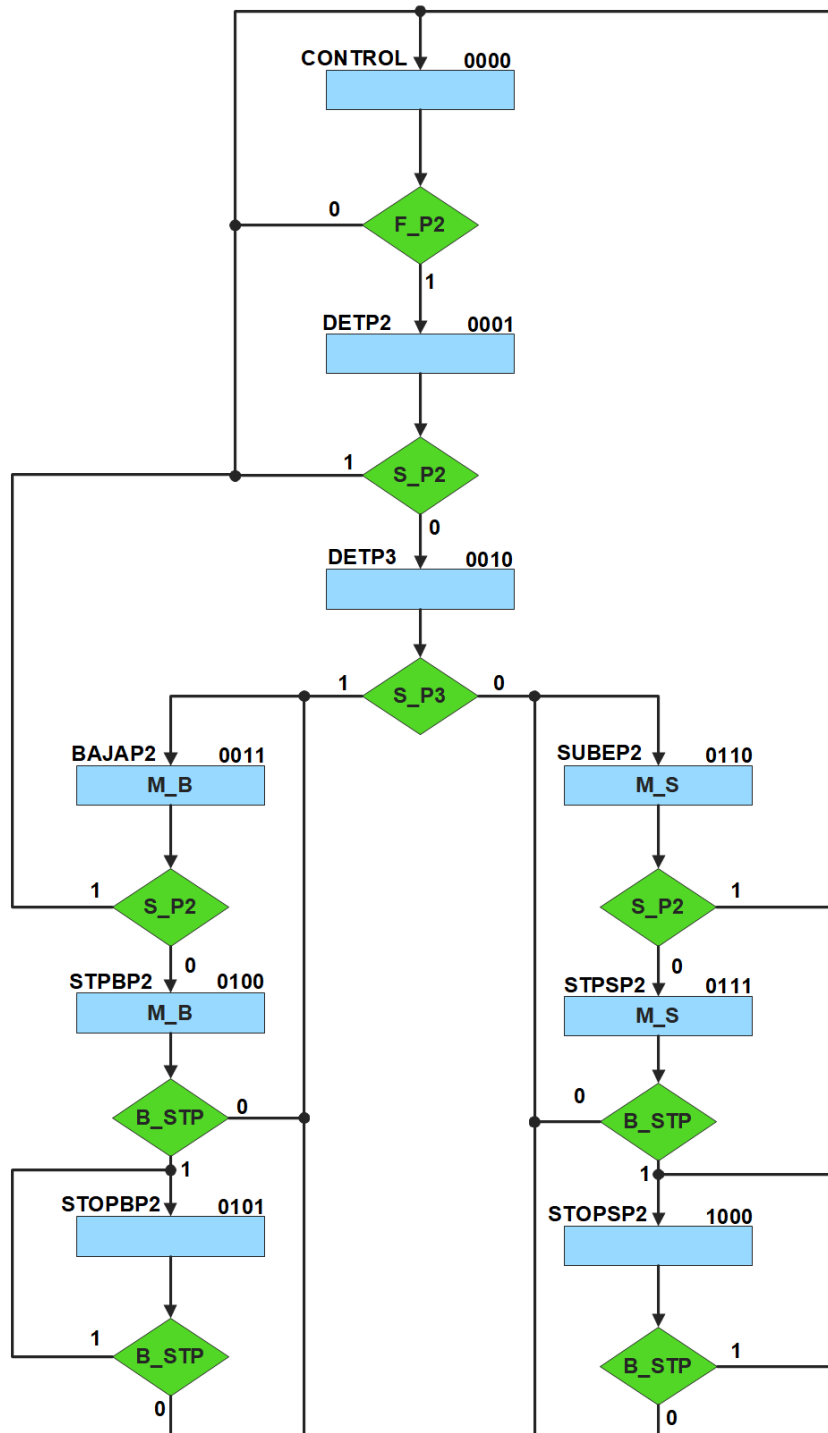 CONTROL 0000
0 F_P2
1
DETP2 0001
1 S_P2
0
DETP3 0010
1 S_P3 0
BAJAP2 0011
M_B
SUBEP2 0110
M_S
1 S_P2
0
S_P2 1
0
STPBP2 0100
M_B
STPSP2 0111
M_S
B_STP 0
1
0 B_STP
1
STOPBP2 0101
STOPSP2 1000
1 B_STP
0
B_STP 1
0